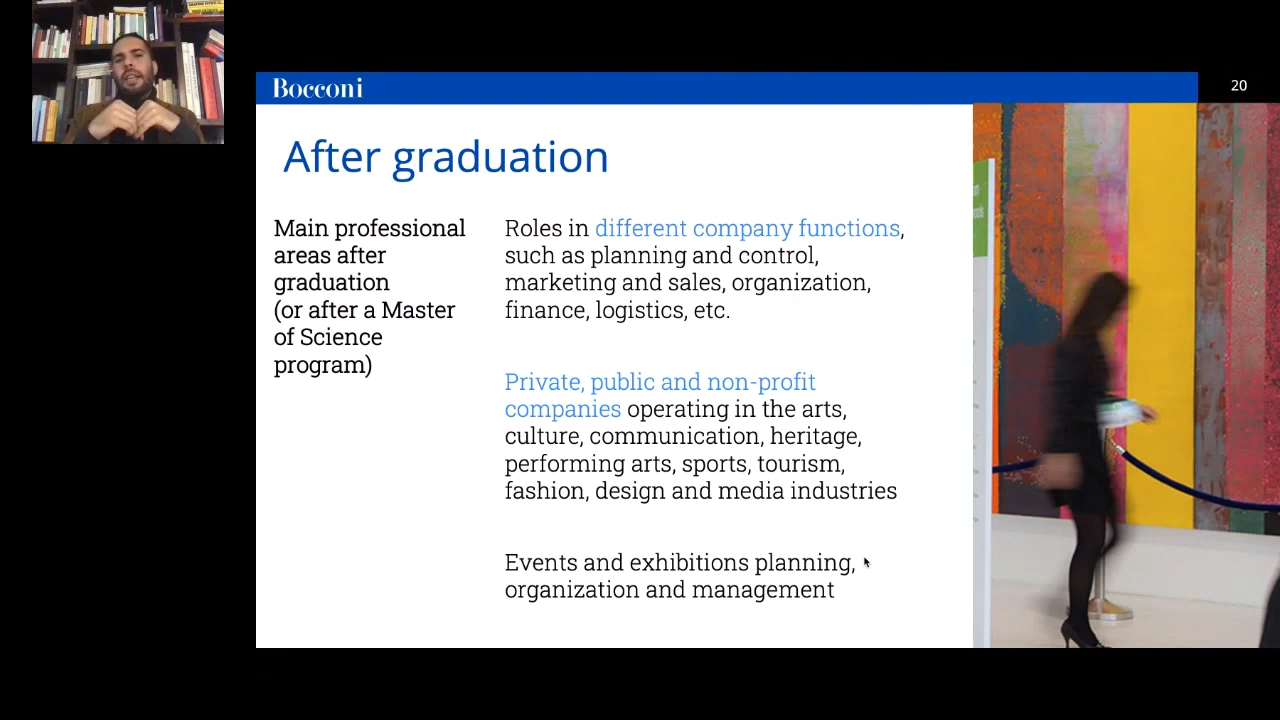 Bocconi
20
After graduation
Main professional
areas after
graduation
(or after a Master
of Science
program)
Roles in different company functions,
such as planning and control,
marketing and sales, organization,
finance, logistics, etc.
Private, public and non-profit
companies operating in the arts,
culture, communication, heritage,
performing arts, sports, tourism,
fashion, design and media industries
Events and exhibitions planning,
organization and management